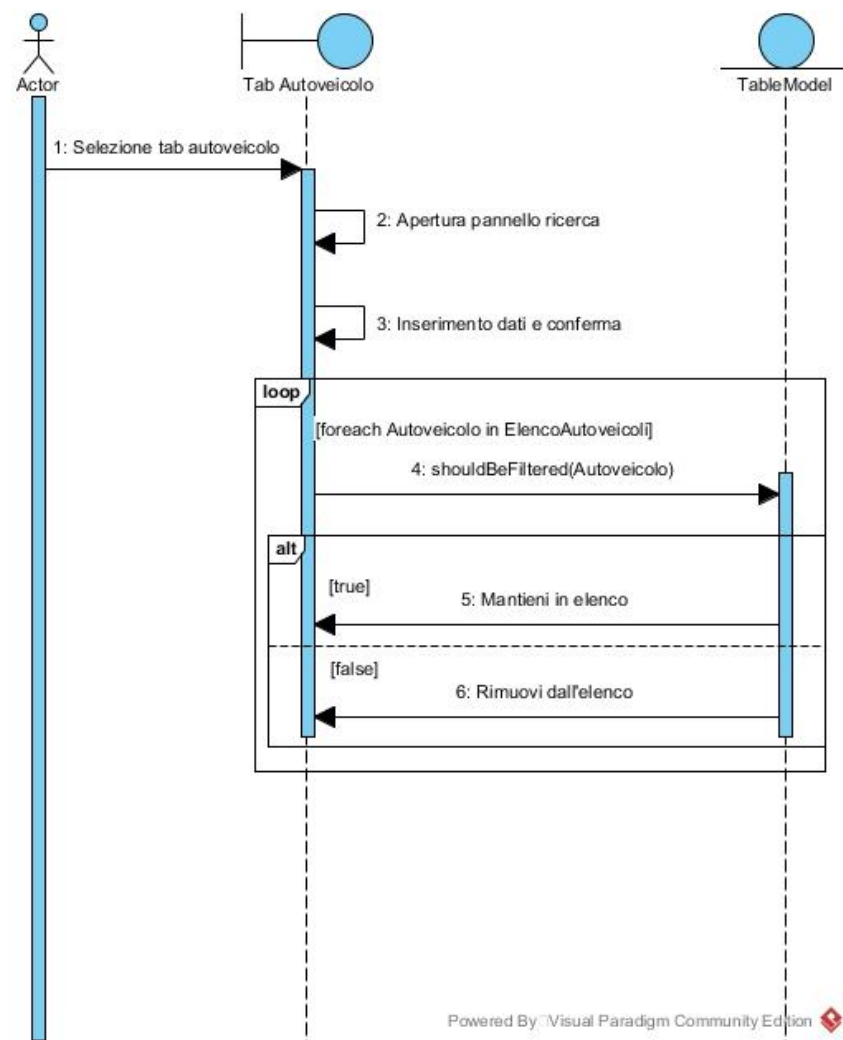 Actor
Tab Autoveicolo
TableModel
1: Selezione tab autoveicolo
2: Apertura pannello ricerca
3: Inserimento dati e conferma
loop
[foreach Autoveicolo in ElencoAutoveicoli]
4: shouldBeFiltered(Autoveicolo)
alt
[true]
5: Mantieni in elenco
[false]
6: Rimuovi dall'elenco
Powered By Visual Paradigm Community Edition